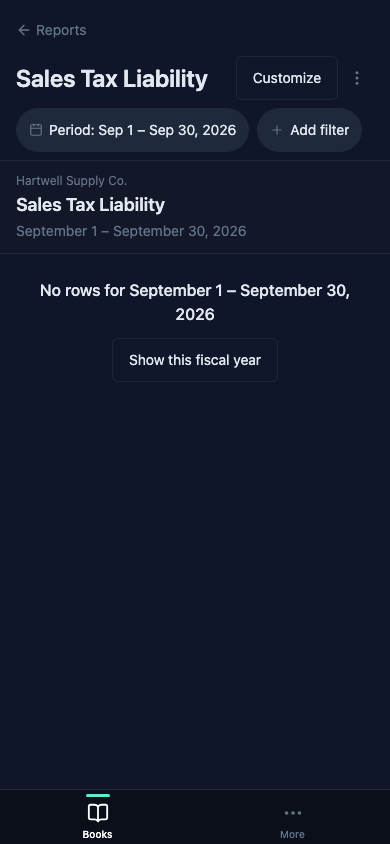 Reports
Sales Tax Liability
Customize
Period: Sep 1 – Sep 30, 2026
Add filter
Hartwell Supply Co.
Sales Tax Liability
September 1 – September 30, 2026
No rows for September 1 – September 30,
2026
Show this fiscal year
Books
More